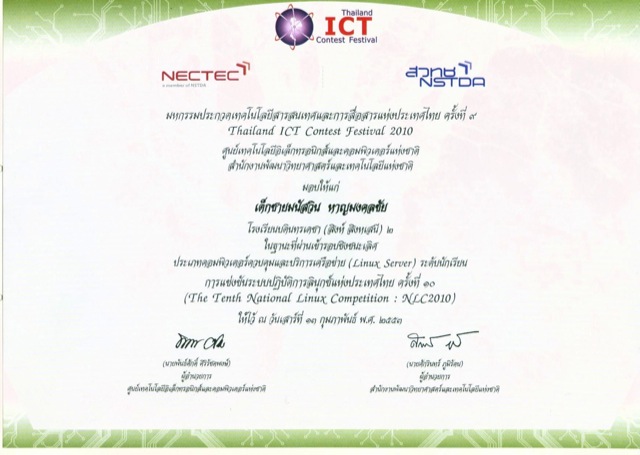 Thailand
ICT
Contest Festival
NECTEC
a member of NSTDA
สวทช
NSTDA
มหกรรมประกวดเทคโนโลยีสารสนเทศและการสื่อสารแห่งประเทศไทย ครั้งที่ ๙
Thailand ICT Contest Festival 2010
ศูนย์เทคโนโลยีอิเล็กทรอนิกส์และคอมพิวเตอร์แห่งชาติ
สำนักงานพัฒนาวิทยาศาสตร์และเทคโนโลยีแห่งชาติ
มอบให้แก่
เด็กชายมนัสวิน หาญมงคลชัย
โรงเรียนบดินทรเดชา (สิงห์ สิงหเสนี) ๒
ในฐานะที่ผ่านเข้ารอบชิงชนะเลิศ
ประเภทคอมพิวเตอร์ควบคุมและบริการเครือข่าย (Linux Server) ระดับนักเรียน
การแข่งขันระบบปฏิบัติการลินุกซ์แห่งประเทศไทย ครั้งที่ ๑๐
(The Tenth National Linux Competition : NLC2010)
ให้ไว้ ณ วันเสาร์ที่ ๑๓ กุมภาพันธ์ พ.ศ. ๒๕๕๓
(นายพันธ์ศักดิ์ ศิริรัชตพงษ์)
(นายศักรินทร์ ภูมิรัตน)
ผู้อำนวยการ
ผู้อำนวยการ
ศูนย์เทคโนโลยีอิเล็กทรอนิกส์และคอมพิวเตอร์แห่งชาติ
สำนักงานพัฒนาวิทยาศาสตร์และเทคโนโลยีแห่งชาติ